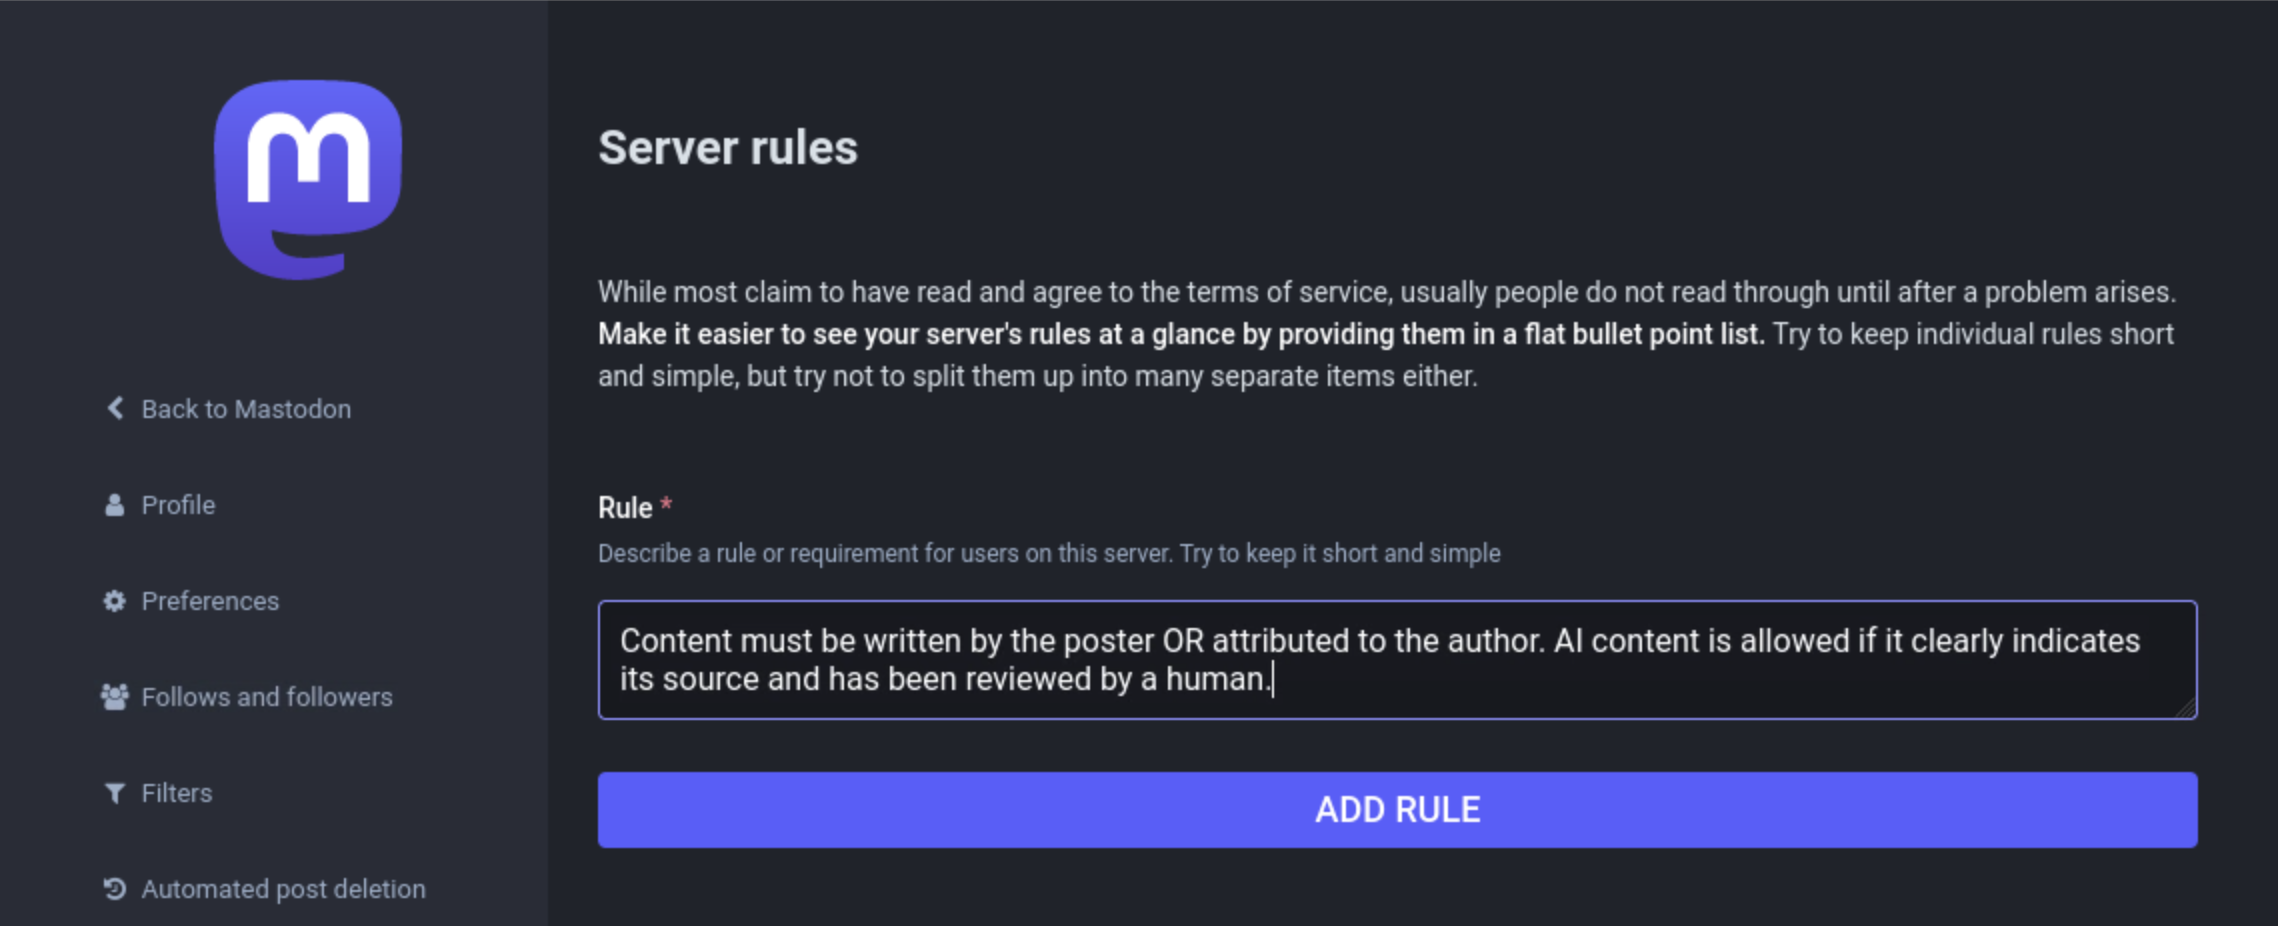 m
Back to Mastodon
Profile
Preferences
Follows and followers
Filters
Automated post deletion
Server rules
While most claim to have read and agree to the terms of service, usually people do not read through until after a problem arises.
Make it easier to see your server's rules at a glance by providing them in a flat bullet point list. Try to keep individual rules short
and simple, but try not to split them up into many separate items either.
Rule *
Describe a rule or requirement for users on this server. Try to keep it short and simple
Content must be written by the poster OR attributed to the author. AI content is allowed if it clearly indicates
its source and has been reviewed by a human.
ADD RULE